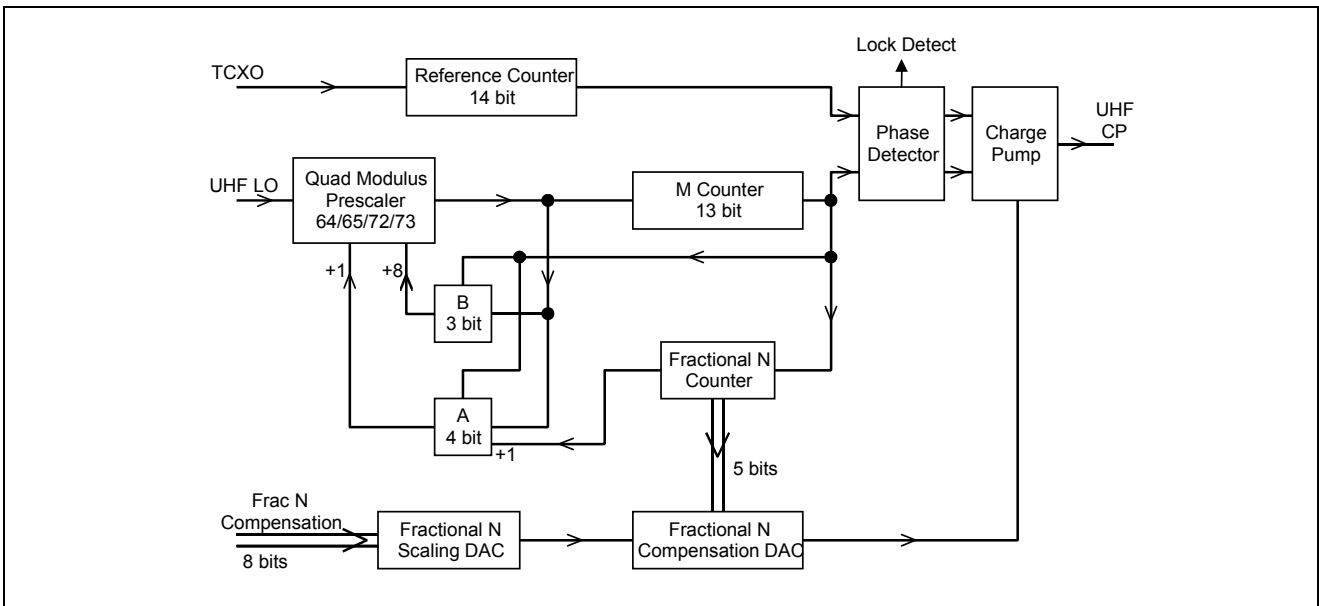 Lock Detect
TCXO
Reference Counter
14 bit
Phase
Detector
Charge
Pump
UHF
CP
UHF LO
Quad Modulus
Prescaler
64/65/72/73
M Counter
13 bit
+1
+8
B
3 bit
Fractional N
Counter
A
4 bit
+1
5 bits
Frac N
Compensation
8 bits
Fractional N
Scaling DAC
Fractional N
Compensation DAC